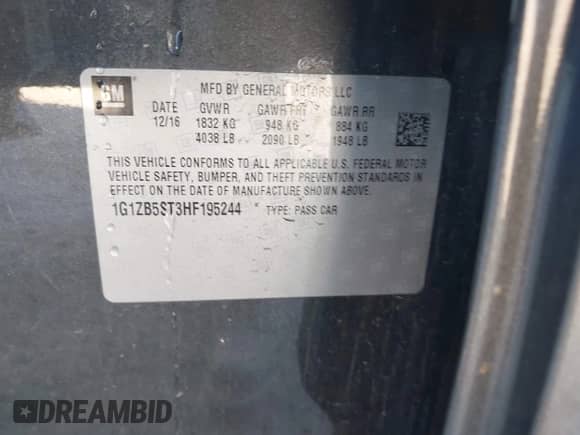 GM
MFD BY GENERAL MOTORS LLC
DATE GVWR GAWR FRT GAWR RR
12/16 1832 KG 948 KG 884 KG
4038 LB 2090 LB 1948 LB
THIS VEHICLE CONFORMS TO ALL APPLICABLE U.S. FEDERAL MOTOR
VEHICLE SAFETY, BUMPER, AND THEFT PREVENTION STANDARDS IN
EFFECT ON THE DATE OF MANUFACTURE SHOWN ABOVE.
1G1ZB5ST3HF195244 TYPE: PASS CAR
DREAMBID